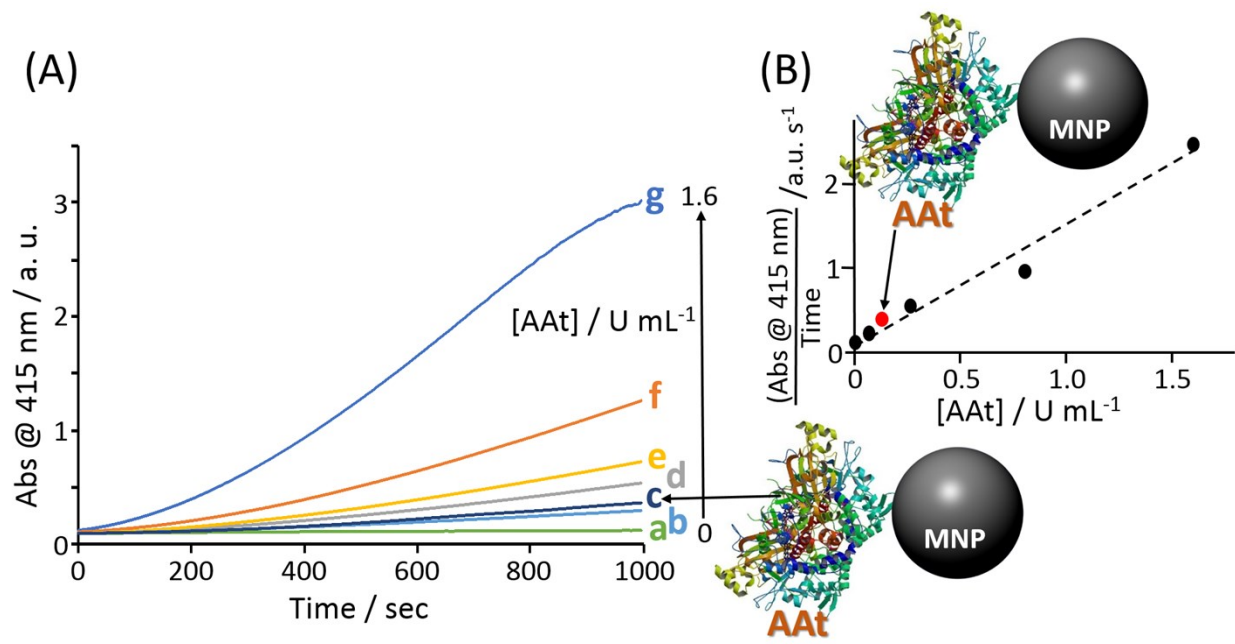 (A)
Abs @ 415 nm / a. u.
3
2
1
0
0
200
400
600
800
1000
Time / sec
g
f
e
d
c
b
a
1.6
[AAt] / U mL⁻¹
0
MNP
AAt
(B)
MNP
AAt
(Abs @ 415 nm) /a.u. s⁻¹
Time
2
1
0
0
0.5
1.0
1.5
[AAt] / U mL⁻¹